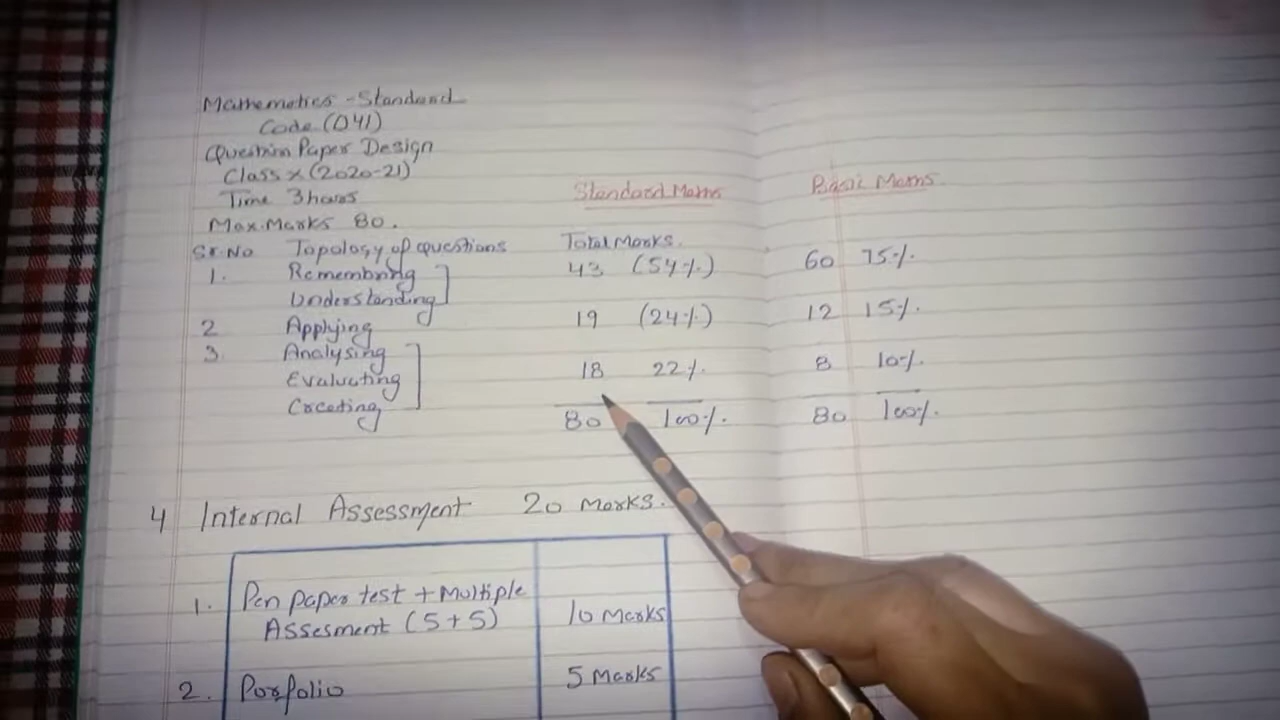 Mathematics - Standard
Code (041)
Question Paper Design
Class X (2020-21)
Time 3 hours
Max. Marks 80.
Standard Maths
Basic Maths
Sr. No Topology of questions Total Marks.
1. Remembring 43 (54%) 60 75%.
Understanding
2 Applying 19 (24%) 12 15%.
3. Analysing
Evaluating 18 22%. 8 10%.
Creating
80 100%. 80 100%.
4 Internal Assessment 20 Marks.
1. Pen paper test + Multiple
Assesment (5+5) 10 Marks
2. Porfolio 5 Marks